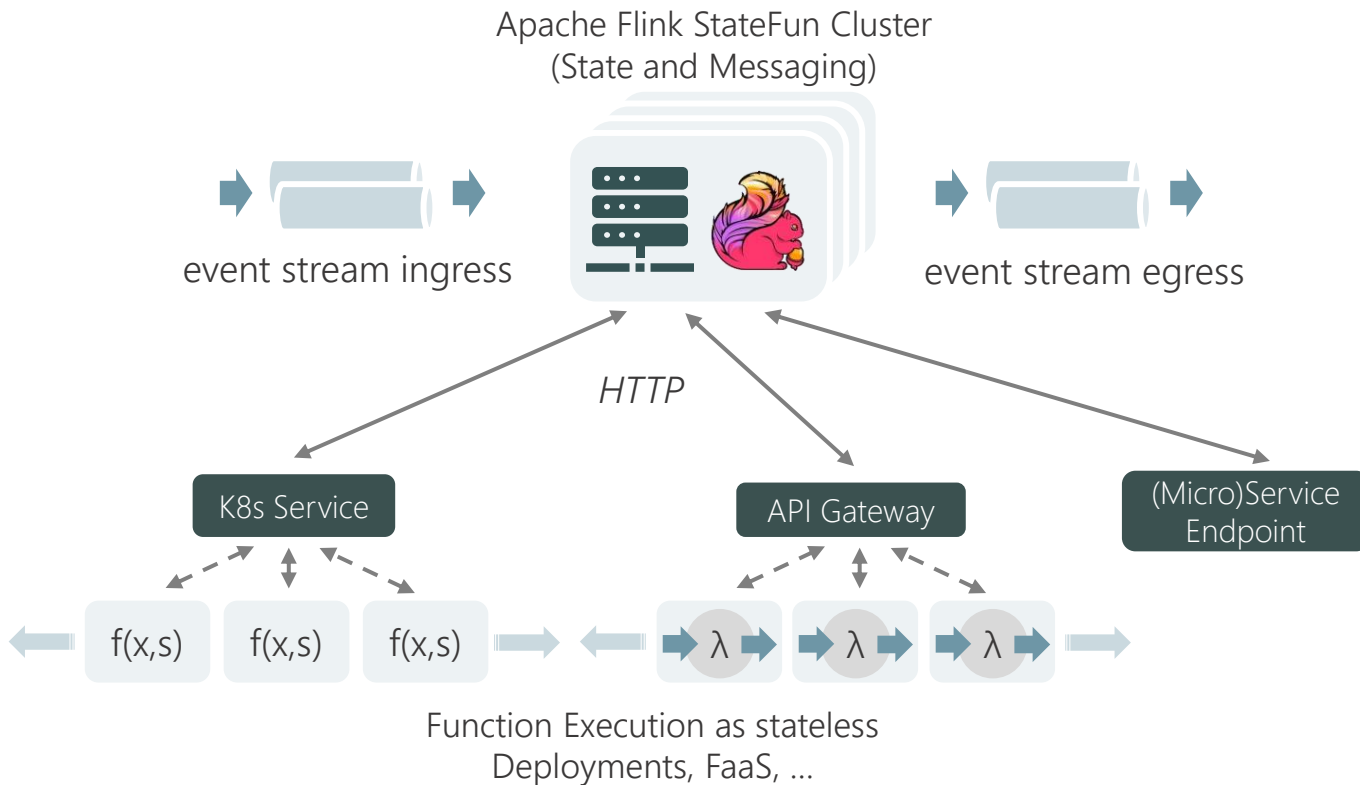 Apache Flink StateFun Cluster
(State and Messaging)
event stream ingress
event stream egress
HTTP
K8s Service
API Gateway
(Micro)Service
Endpoint
f(x,s)
f(x,s)
f(x,s)
λ
λ
λ
Function Execution as stateless
Deployments, FaaS, ...